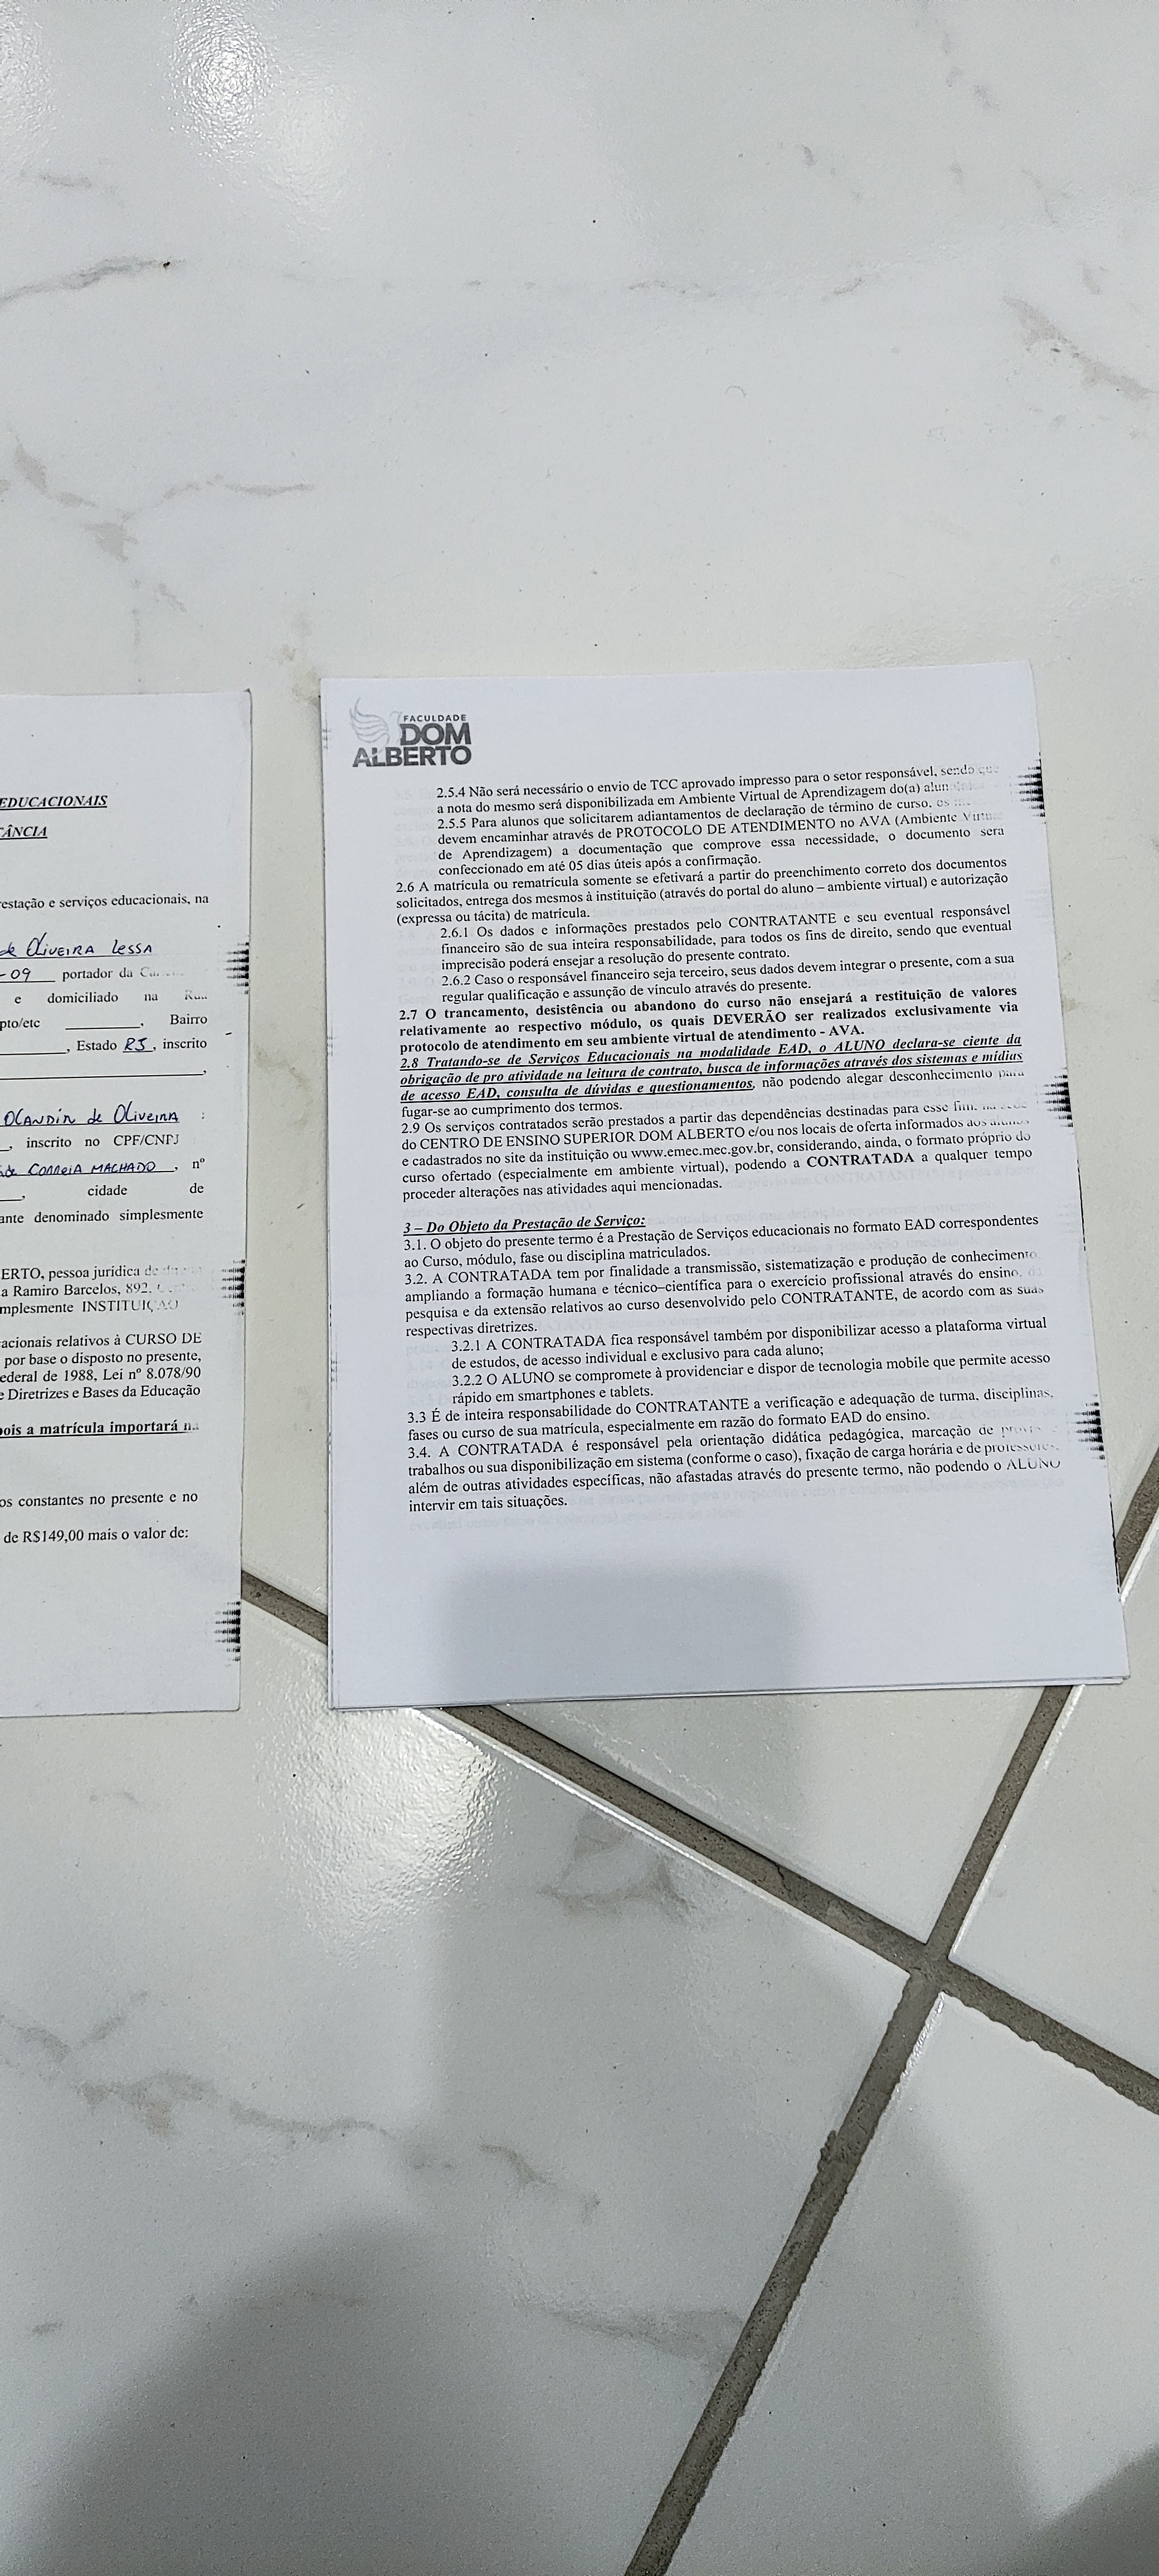 EDUCACIONAIS
TÂNCIA
estação e serviços educacionais, na
de OLIVEIRA LESSA
-09 portador da
e domiciliado na
pto/etc ________, Bairro
________, Estado RJ, inscrito
OLANDIN de OLIVEIRA :
, inscrito no CPF/CNPJ
de CORREIA MACHADO, nº
____, cidade de
ante denominado simplesmente
ERTO, pessoa jurídica de
a Ramiro Barcelos, 892,
mplesmente INSTITUIÇÃO
acionais relativos à CURSO DE
por base o disposto no presente,
ederal de 1988, Lei nº 8.078/90
e Diretrizes e Bases da Educação
pois a matrícula importará na
os constantes no presente e no
de R$149,00 mais o valor de:
FACULDADE
DOM
ALBERTO
2.5.4 Não será necessário o envio de TCC aprovado impresso para o setor responsável, sendo que
a nota do mesmo será disponibilizada em Ambiente Virtual de Aprendizagem do(a)
2.5.5 Para alunos que solicitarem adiantamentos de declaração de término de curso, os
devem encaminhar através de PROTOCOLO DE ATENDIMENTO no AVA (Ambiente Virtual
de Aprendizagem) a documentação que comprove essa necessidade, o documento sera
confeccionado em até 05 dias úteis após a confirmação.
2.6 A matrícula ou rematrícula somente se efetivará a partir do preenchimento correto dos documentos
solicitados, entrega dos mesmos à instituição (através do portal do aluno – ambiente virtual) e autorização
(expressa ou tácita) de matrícula.
2.6.1 Os dados e informações prestados pelo CONTRATANTE e seu eventual responsável
financeiro são de sua inteira responsabilidade, para todos os fins de direito, sendo que eventual
imprecisão poderá ensejar a resolução do presente contrato.
2.6.2 Caso o responsável financeiro seja terceiro, seus dados devem integrar o presente, com a sua
regular qualificação e assunção de vínculo através do presente.
2.7 O trancamento, desistência ou abandono do curso não ensejará a restituição de valores
relativamente ao respectivo módulo, os quais DEVERÃO ser realizados exclusivamente via
protocolo de atendimento em seu ambiente virtual de atendimento - AVA.
2.8 Tratando-se de Serviços Educacionais na modalidade EAD, o ALUNO declara-se ciente da
obrigação de pro atividade na leitura de contrato, busca de informações através dos sistemas e mídias
de acesso EAD, consulta de dúvidas e questionamentos, não podendo alegar desconhecimento para
fugar-se ao cumprimento dos termos.
2.9 Os serviços contratados serão prestados a partir das dependências destinadas para esse fim, na sede
do CENTRO DE ENSINO SUPERIOR DOM ALBERTO e/ou nos locais de oferta informados aos alunos
e cadastrados no site da instituição ou www.emec.mec.gov.br, considerando, ainda, o formato próprio do
curso ofertado (especialmente em ambiente virtual), podendo a CONTRATADA a qualquer tempo
proceder alterações nas atividades aqui mencionadas.
3 – Do Objeto da Prestação de Serviço:
3.1. O objeto do presente termo é a Prestação de Serviços educacionais no formato EAD correspondentes
ao Curso, módulo, fase ou disciplina matriculados.
3.2. A CONTRATADA tem por finalidade a transmissão, sistematização e produção de conhecimento,
ampliando a formação humana e técnico–científica para o exercício profissional através do ensino, da
pesquisa e da extensão relativos ao curso desenvolvido pelo CONTRATANTE, de acordo com as suas
respectivas diretrizes.
3.2.1 A CONTRATADA fica responsável também por disponibilizar acesso a plataforma virtual
de estudos, de acesso individual e exclusivo para cada aluno;
3.2.2 O ALUNO se compromete à providenciar e dispor de tecnologia mobile que permite acesso
rápido em smartphones e tablets.
3.3 É de inteira responsabilidade do CONTRATANTE a verificação e adequação de turma, disciplinas,
fases ou curso de sua matrícula, especialmente em razão do formato EAD do ensino.
3.4. A CONTRATADA é responsável pela orientação didática pedagógica, marcação de provas e
trabalhos ou sua disponibilização em sistema (conforme o caso), fixação de carga horária e de professores,
além de outras atividades específicas, não afastadas através do presente termo, não podendo o ALUNO
intervir em tais situações.